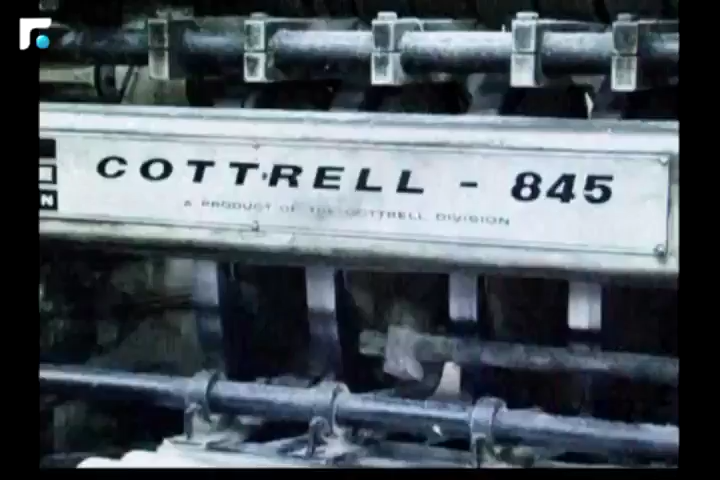 COTTRELL - 845
A PRODUCT OF THE COTTRELL DIVISION
N